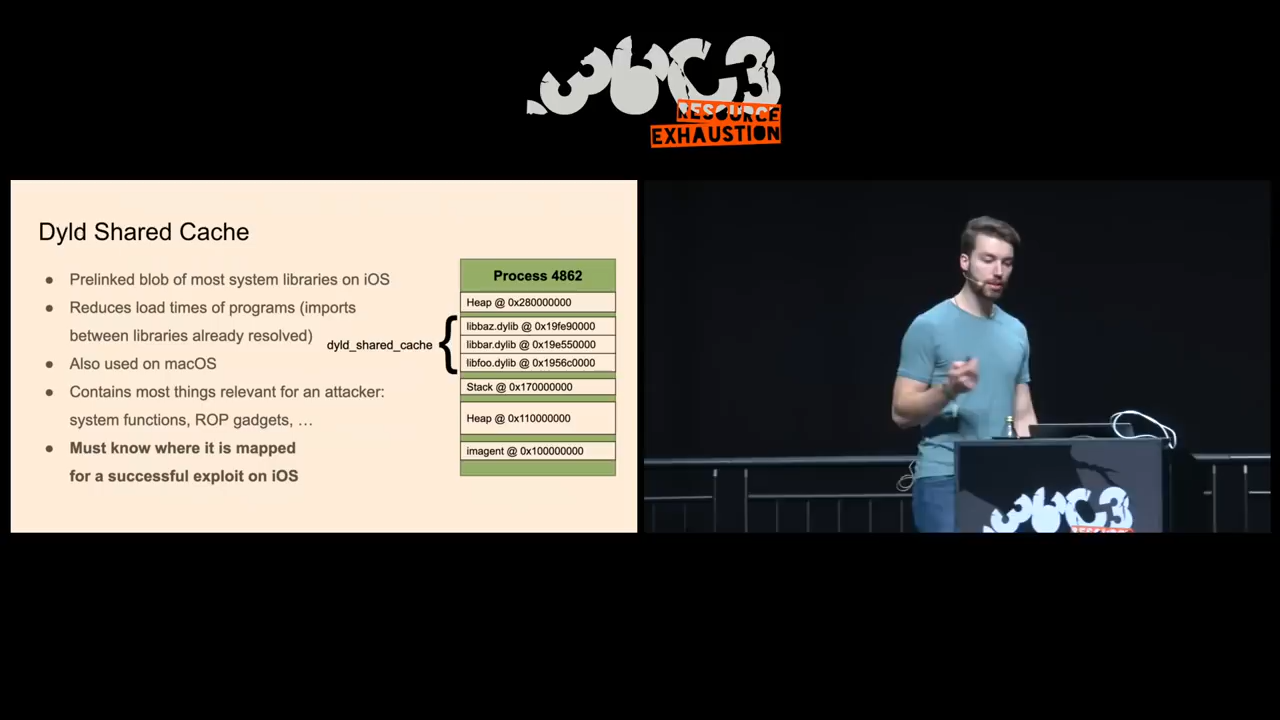 36C3
RESOURCE
EXHAUSTION
Dyld Shared Cache
● Prelinked blob of most system libraries on iOS
● Reduces load times of programs (imports
between libraries already resolved)
● Also used on macOS
● Contains most things relevant for an attacker:
system functions, ROP gadgets, …
● Must know where it is mapped
for a successful exploit on iOS
dyld_shared_cache
Process 4862
Heap @ 0x280000000
libbaz.dylib @ 0x19fe90000
libbar.dylib @ 0x19e550000
libfoo.dylib @ 0x1956c0000
Stack @ 0x170000000
Heap @ 0x110000000
imagent @ 0x100000000
36C3
RESOURCE